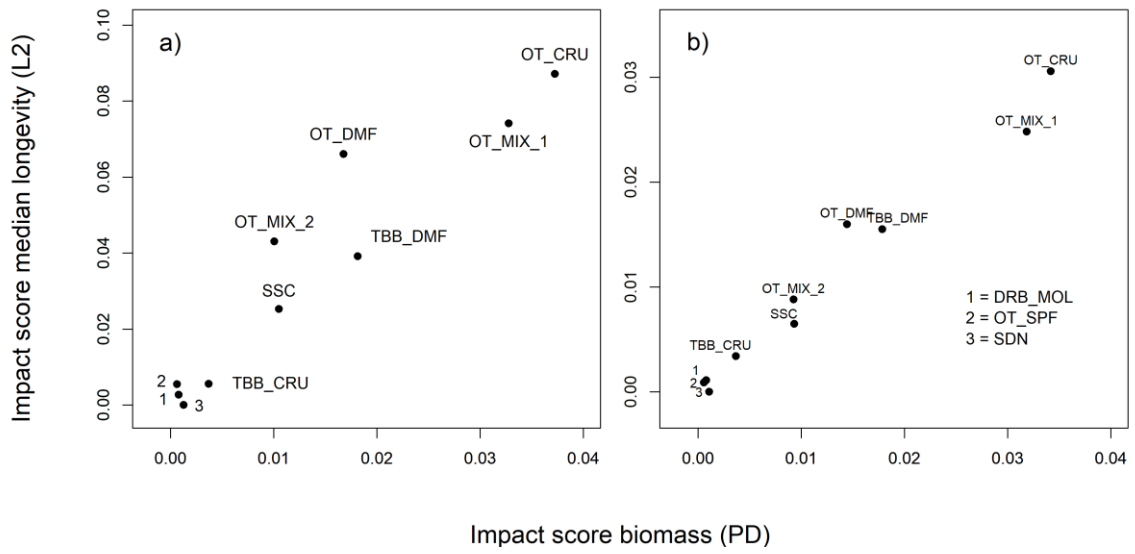 Impact score median longevity (L2)
a)
0.10
0.08
0.06
0.04
0.02
0.00
OT_CRU
OT_MIX_1
OT_DMF
OT_MIX_2
TBB_DMF
SSC
TBB_CRU
2
1
3
0.00 0.01 0.02 0.03 0.04
b)
0.03
0.02
0.01
0.00
OT_CRU
OT_MIX_1
OT_DMF
TBB_DMF
OT_MIX_2
SSC
TBB_CRU
1
2
3
1 = DRB_MOL
2 = OT_SPF
3 = SDN
0.00 0.01 0.02 0.03 0.04
Impact score biomass (PD)